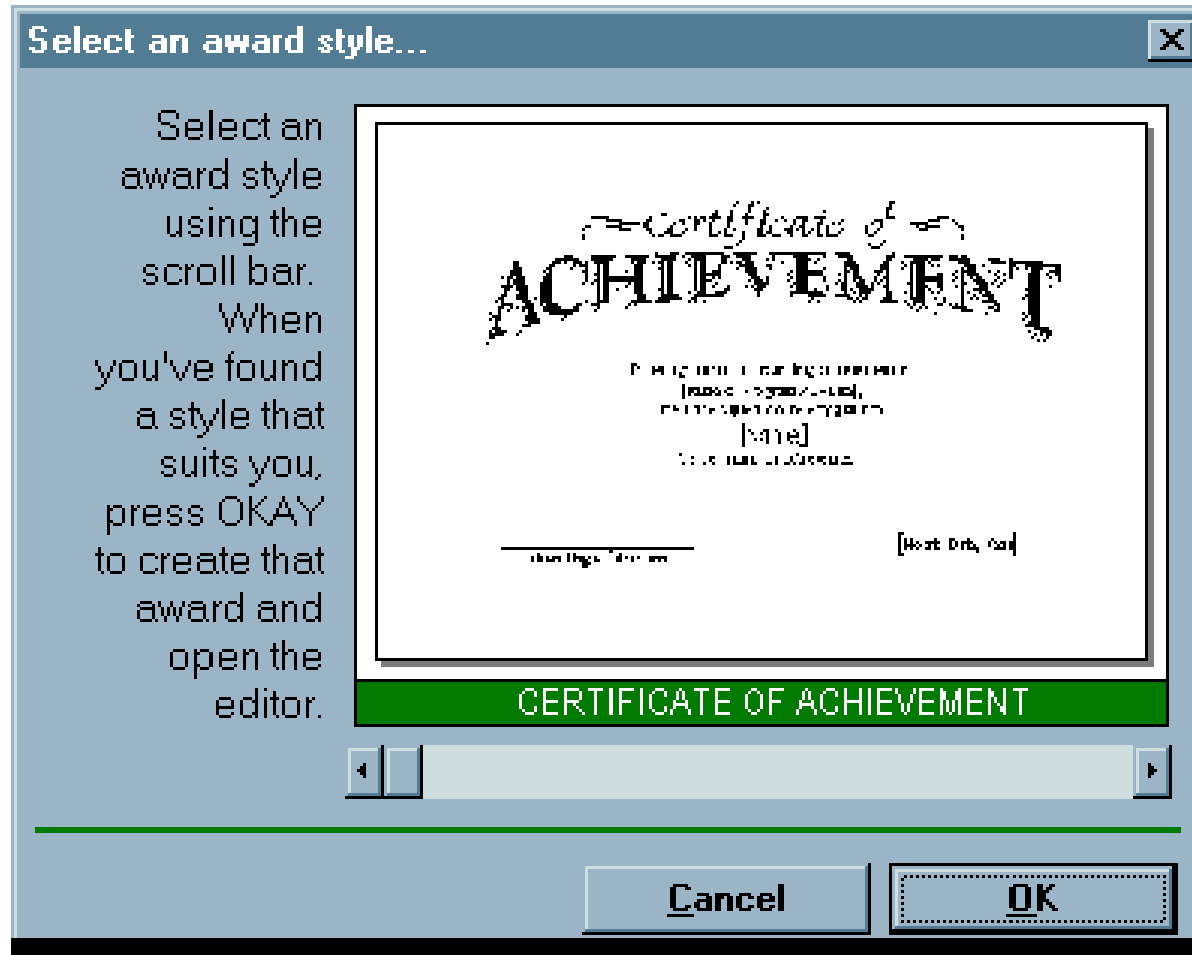 Select an award style...
Select an
award style
using the
scroll bar.
When
you've found
a style that
suits you,
press OKAY
to create that
award and
open the
editor.
Certificate of
ACHIEVEMENT
CERTIFICATE OF ACHIEVEMENT
Cancel
OK